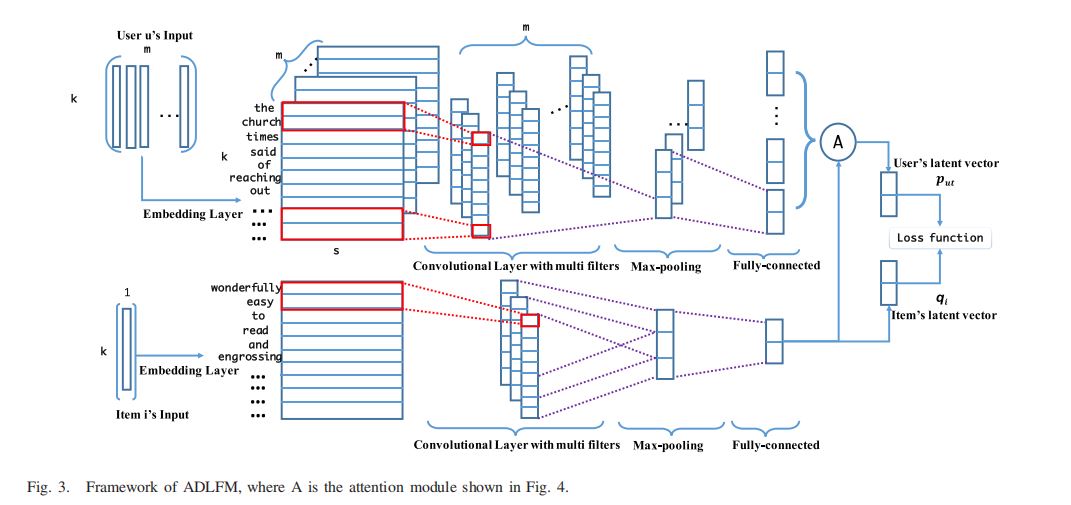 User u's Input
m
k
...
Embedding Layer
m
...
the
church
times
said
of
reaching
out
...
...
...
k
s
m
...
...
...
A
User's latent vector
put
Loss function
qi
Item's latent vector
Convolutional Layer with multi filters
Max-pooling
Fully-connected
1
k
Embedding Layer
Item i's Input
wonderfully
easy
to
read
and
engrossing
...
...
...
...
Convolutional Layer with multi filters
Max-pooling
Fully-connected
Fig. 3. Framework of ADLFM, where A is the attention module shown in Fig. 4.